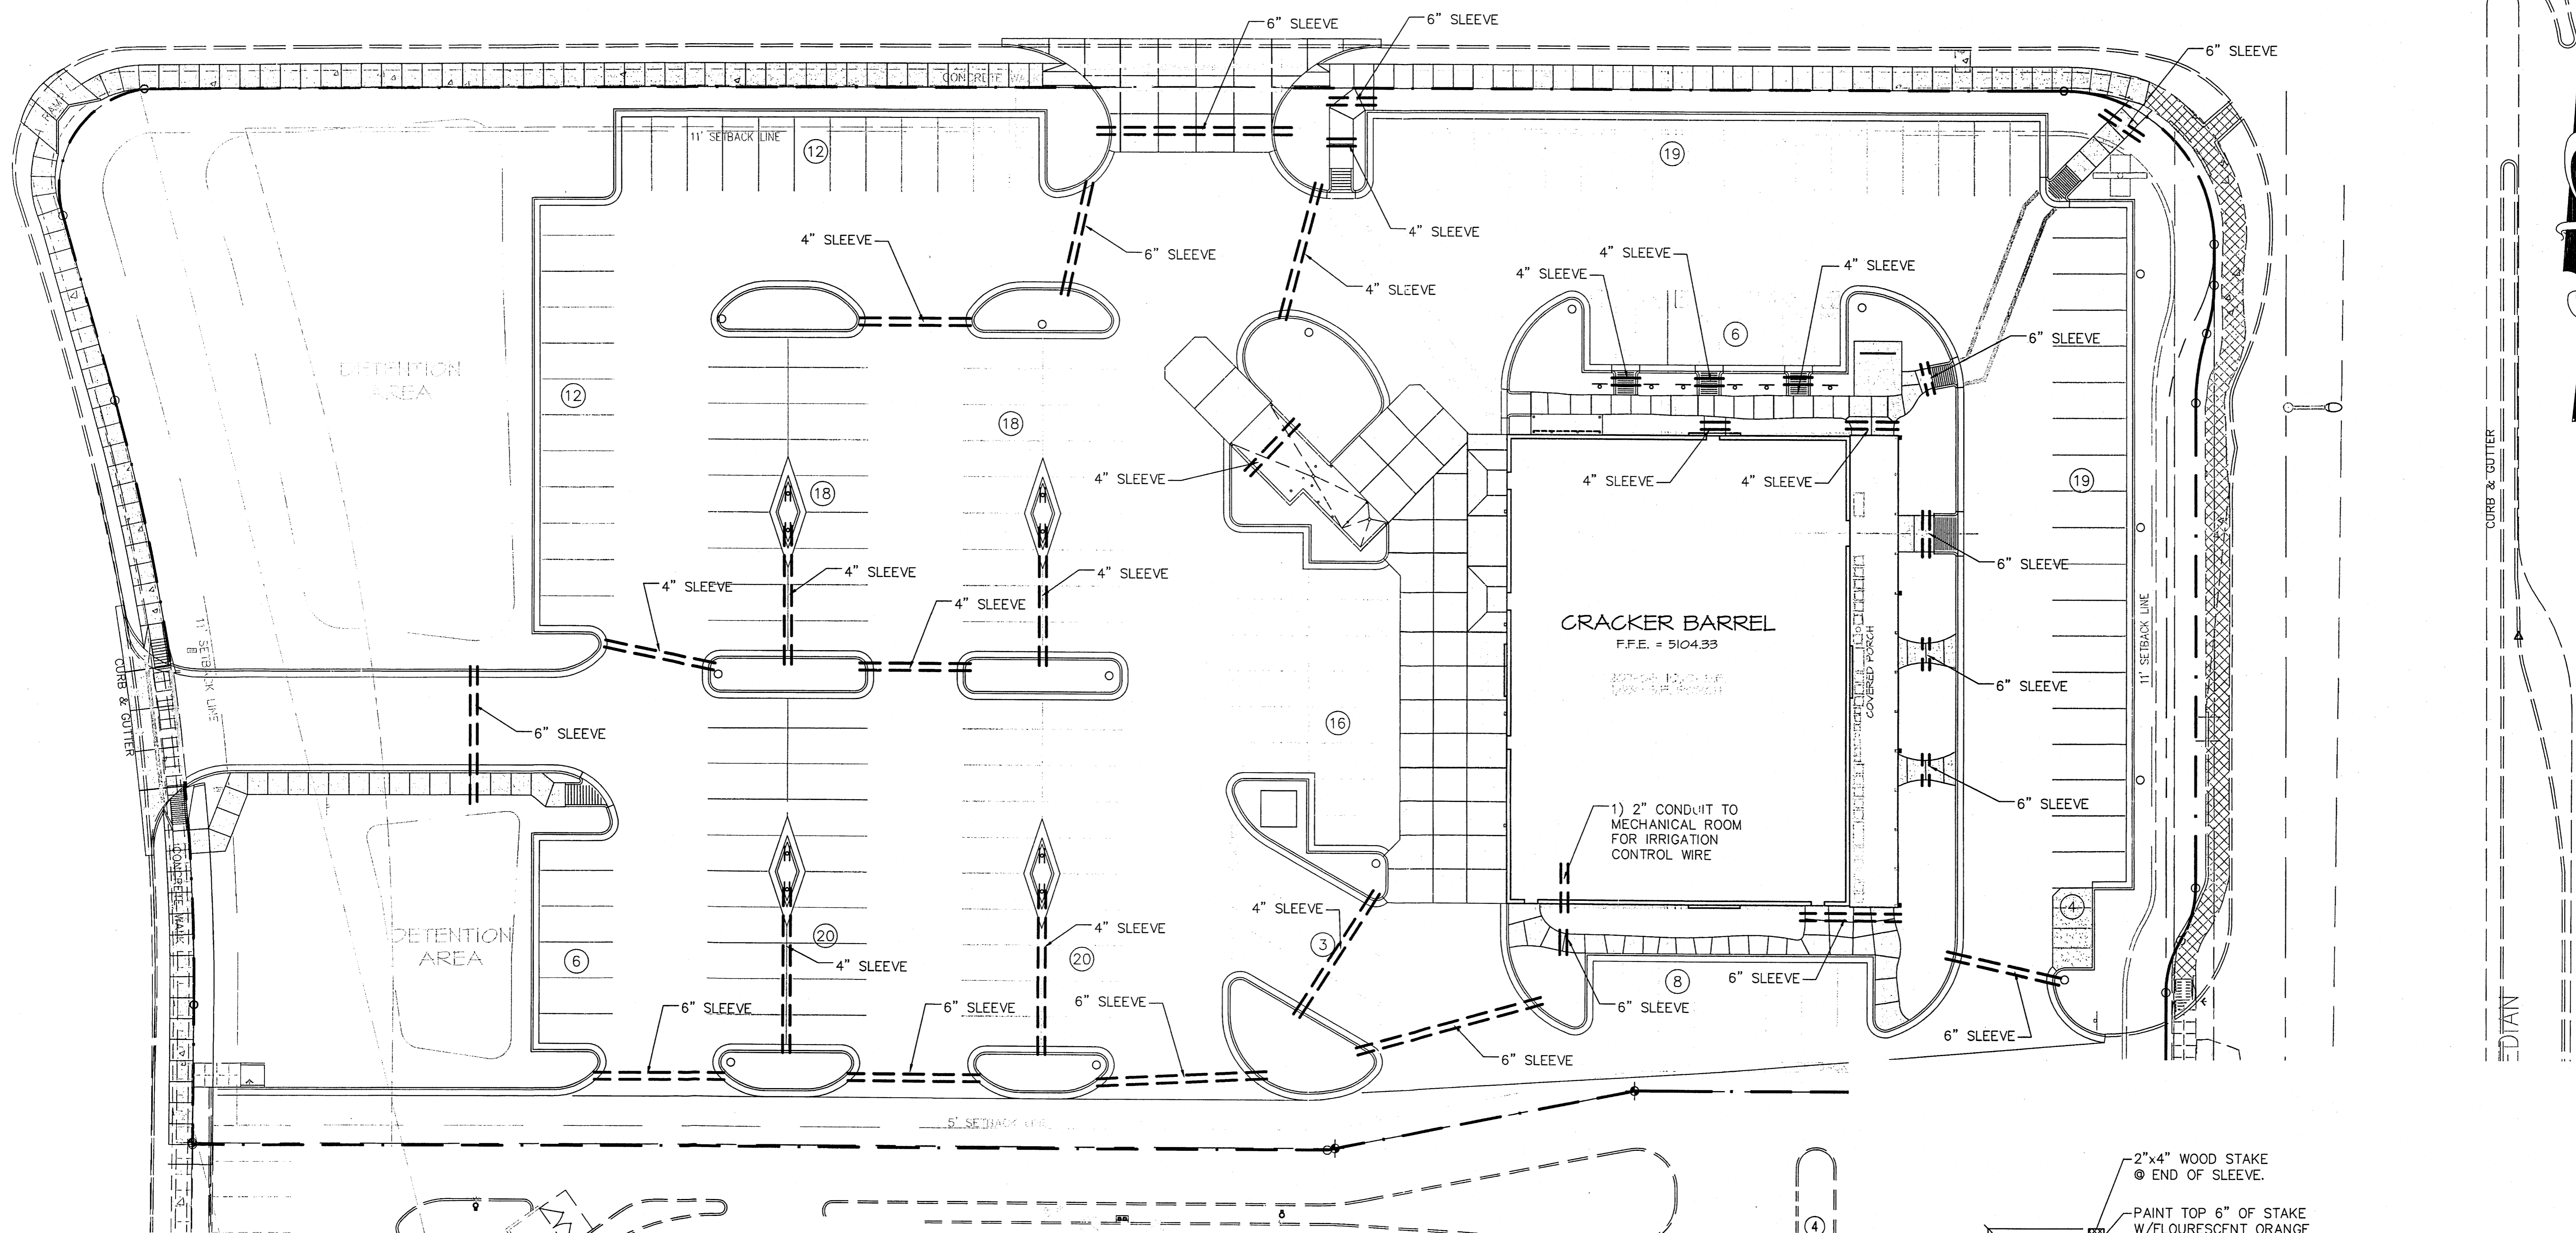 6" SLEEVE
6" SLEEVE
6" SLEEVE
CONCRETE
RAMP
11' SETBACK LINE
12
19
4" SLEEVE
4" SLEEVE
6" SLEEVE
4" SLEEVE
4" SLEEVE
4" SLEEVE
4" SLEEVE
4" SLEEVE
6
6" SLEEVE
DETENTION
AREA
12
18
18
4" SLEEVE
4" SLEEVE
4" SLEEVE
19
CURB & GUTTER
6" SLEEVE
4" SLEEVE
4" SLEEVE
4" SLEEVE
4" SLEEVE
CRACKER BARREL
F.F.E. = 5104.33
COVERED PORCH
11' SETBACK LINE
11' SETBACK LINE
CURB & GUTTER
6" SLEEVE
6" SLEEVE
16
6" SLEEVE
1) 2" CONDUIT TO
MECHANICAL ROOM
FOR IRRIGATION
CONTROL WIRE
CONCRETE WALK
DETENTION
AREA
6
20
4" SLEEVE
4" SLEEVE
20
4" SLEEVE
3
4
8
6" SLEEVE
6" SLEEVE
6" SLEEVE
6" SLEEVE
6" SLEEVE
6" SLEEVE
6" SLEEVE
6" SLEEVE
EDIAN
5' SETBACK LINE
2"x4" WOOD STAKE
@ END OF SLEEVE.
PAINT TOP 6" OF STAKE
W/FLOURESCENT ORANGE
4